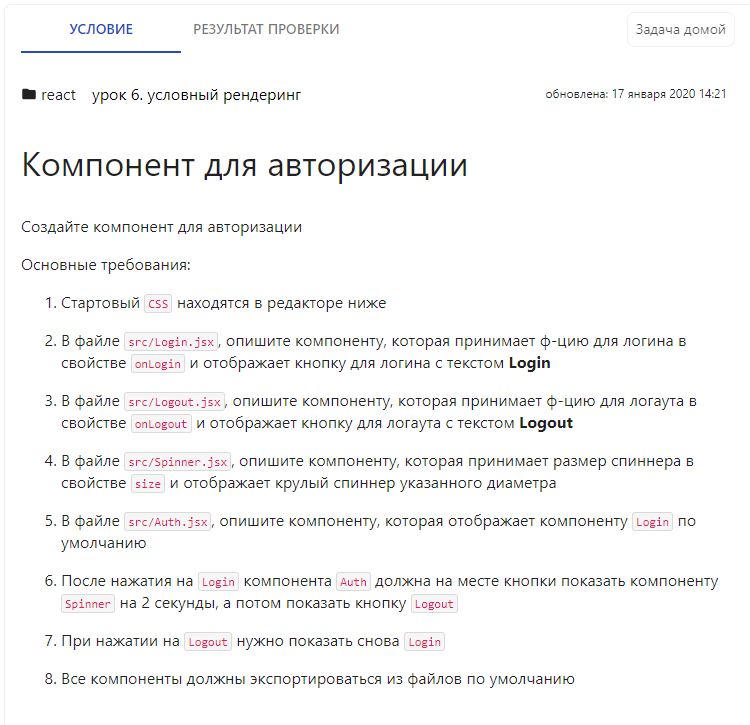 УСЛОВИЕ РЕЗУЛЬТАТ ПРОВЕРКИ Задача домой
react урок 6. условный рендеринг обновлена: 17 января 2020 14:21
Компонент для авторизации
Создайте компонент для авторизации
Основные требования:
1. Стартовый CSS находятся в редакторе ниже
2. В файле src/Login.jsx, опишите компоненту, которая принимает ф-цию для логина в
свойстве onLogin и отображает кнопку для логина с текстом Login
3. В файле src/Logout.jsx, опишите компоненту, которая принимает ф-цию для логаута в
свойстве onLogout и отображает кнопку для логаута с текстом Logout
4. В файле src/Spinner.jsx, опишите компоненту, которая принимает размер спиннера в
свойстве size и отображает крулый спиннер указанного диаметра
5. В файле src/Auth.jsx, опишите компоненту, которая отображает компоненту Login по
умолчанию
6. После нажатия на Login компонента Auth должна на месте кнопки показать компоненту
Spinner на 2 секунды, а потом показать кнопку Logout
7. При нажатии на Logout нужно показать снова Login
8. Все компоненты должны экспортироваться из файлов по умолчанию